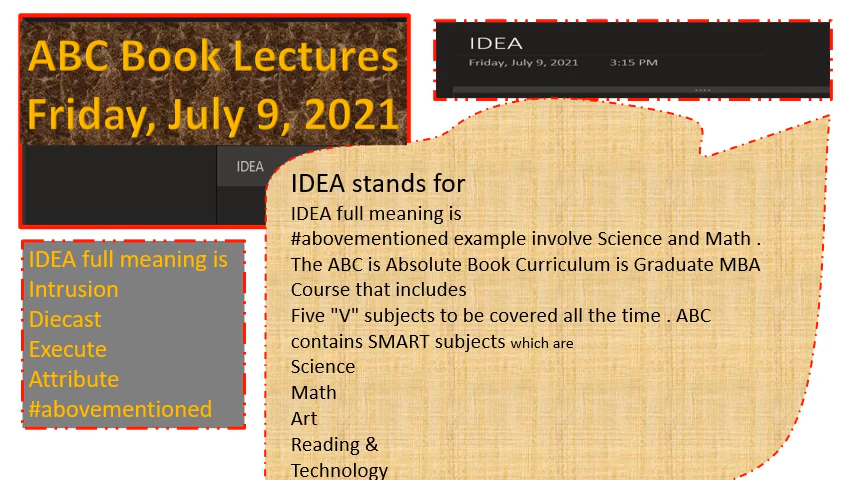 ABC Book Lectures
Friday, July 9, 2021
IDEA
IDEA
Friday, July 9, 2021 3:15 PM
IDEA full meaning is
Intrusion
Diecast
Execute
Attribute
#abovementioned
IDEA stands for
IDEA full meaning is
#abovementioned example involve Science and Math .
The ABC is Absolute Book Curriculum is Graduate MBA
Course that includes
Five "V" subjects to be covered all the time . ABC
contains SMART subjects which are
Science
Math
Art
Reading &
Technology